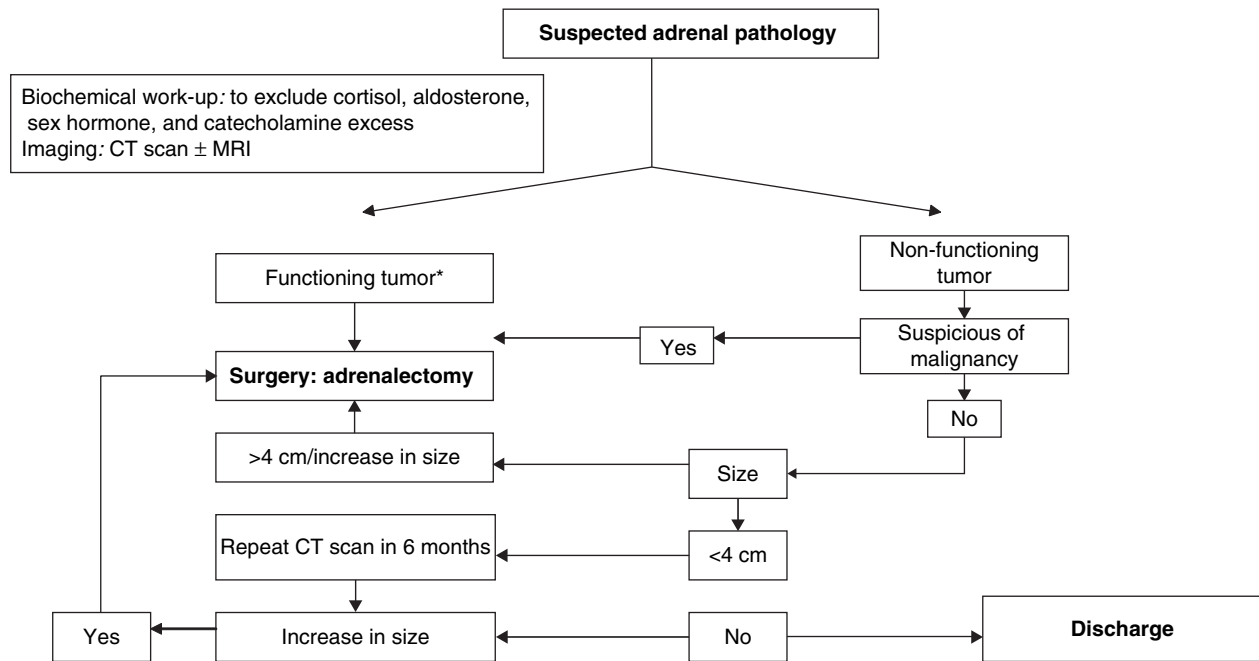 Suspected adrenal pathology
Biochemical work-up: to exclude cortisol, aldosterone,
sex hormone, and catecholamine excess
Imaging: CT scan ± MRI
Functioning tumor*
Non-functioning
tumor
Suspicious of
malignancy
Yes
Surgery: adrenalectomy
No
>4 cm/increase in size
Size
Repeat CT scan in 6 months
<4 cm
Yes
Increase in size
No
Discharge